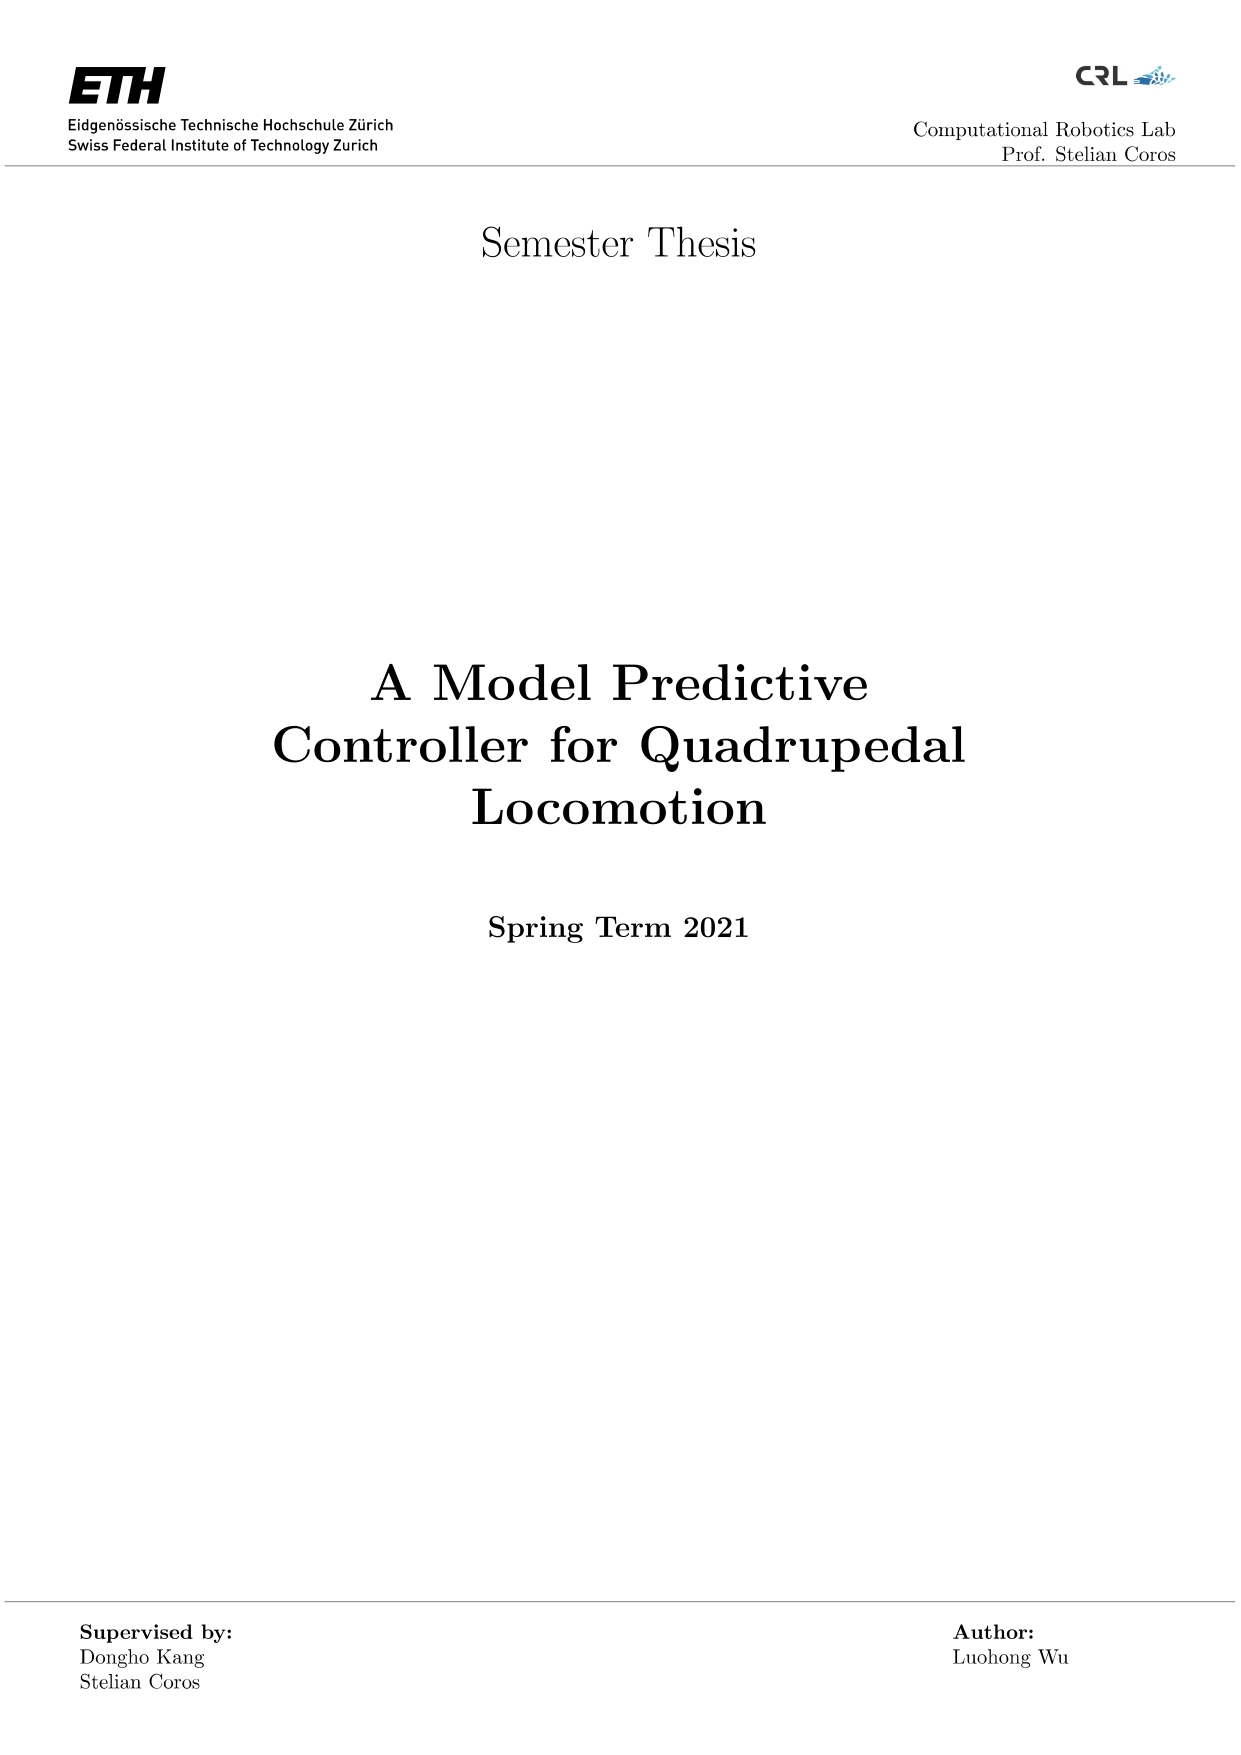 ETH
Eidgenössische Technische Hochschule Zürich
Swiss Federal Institute of Technology Zurich
CRL
Computational Robotics Lab
Prof. Stelian Coros
Semester Thesis
A Model Predictive
Controller for Quadrupedal
Locomotion
Spring Term 2021
Supervised by:
Dongho Kang
Stelian Coros
Author:
Luohong Wu